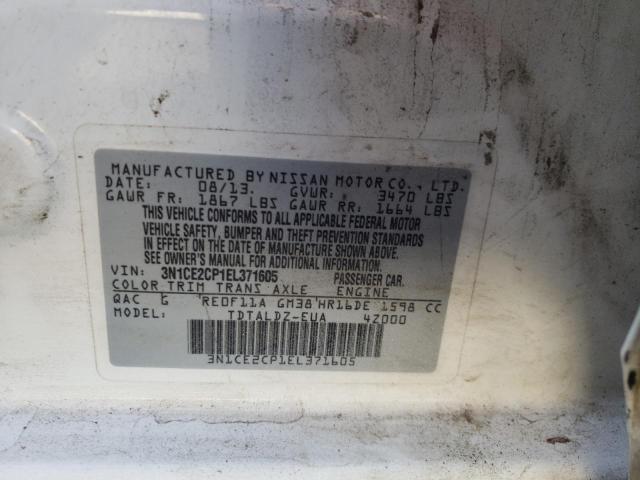 MANUFACTURED BY NISSAN MOTOR CO., LTD.
DATE: 08/13. GVWR: 3470 LBS
GAWR FR: 1867 LBS GAWR RR: 1664 LBS
THIS VEHICLE CONFORMS TO ALL APPLICABLE FEDERAL MOTOR
VEHICLE SAFETY, BUMPER AND THEFT PREVENTION STANDARDS
IN EFFECT ON THE DATE OF MANUFACTURE SHOWN ABOVE.
SEE OWNER'S MANUAL FOR ADDITIONAL INFORMATION
VIN: 3N1CE2CP1EL371605 PASSENGER CAR.
COLOR TRIM TRANS AXLE ENGINE
QAC G RE0F11A GM38 HR16DE 1598 CC
MODEL: TDTALDZ-EUA 4Z000
3N1CE2CP1EL371605